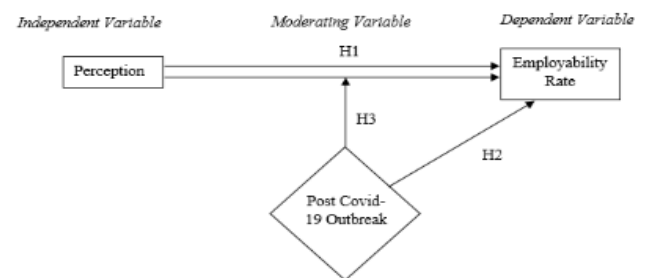 Independent Variable Moderating Variable Dependent Variable
H1
Perception
Employability
Rate
H3
H2
Post Covid-
19 Outbreak